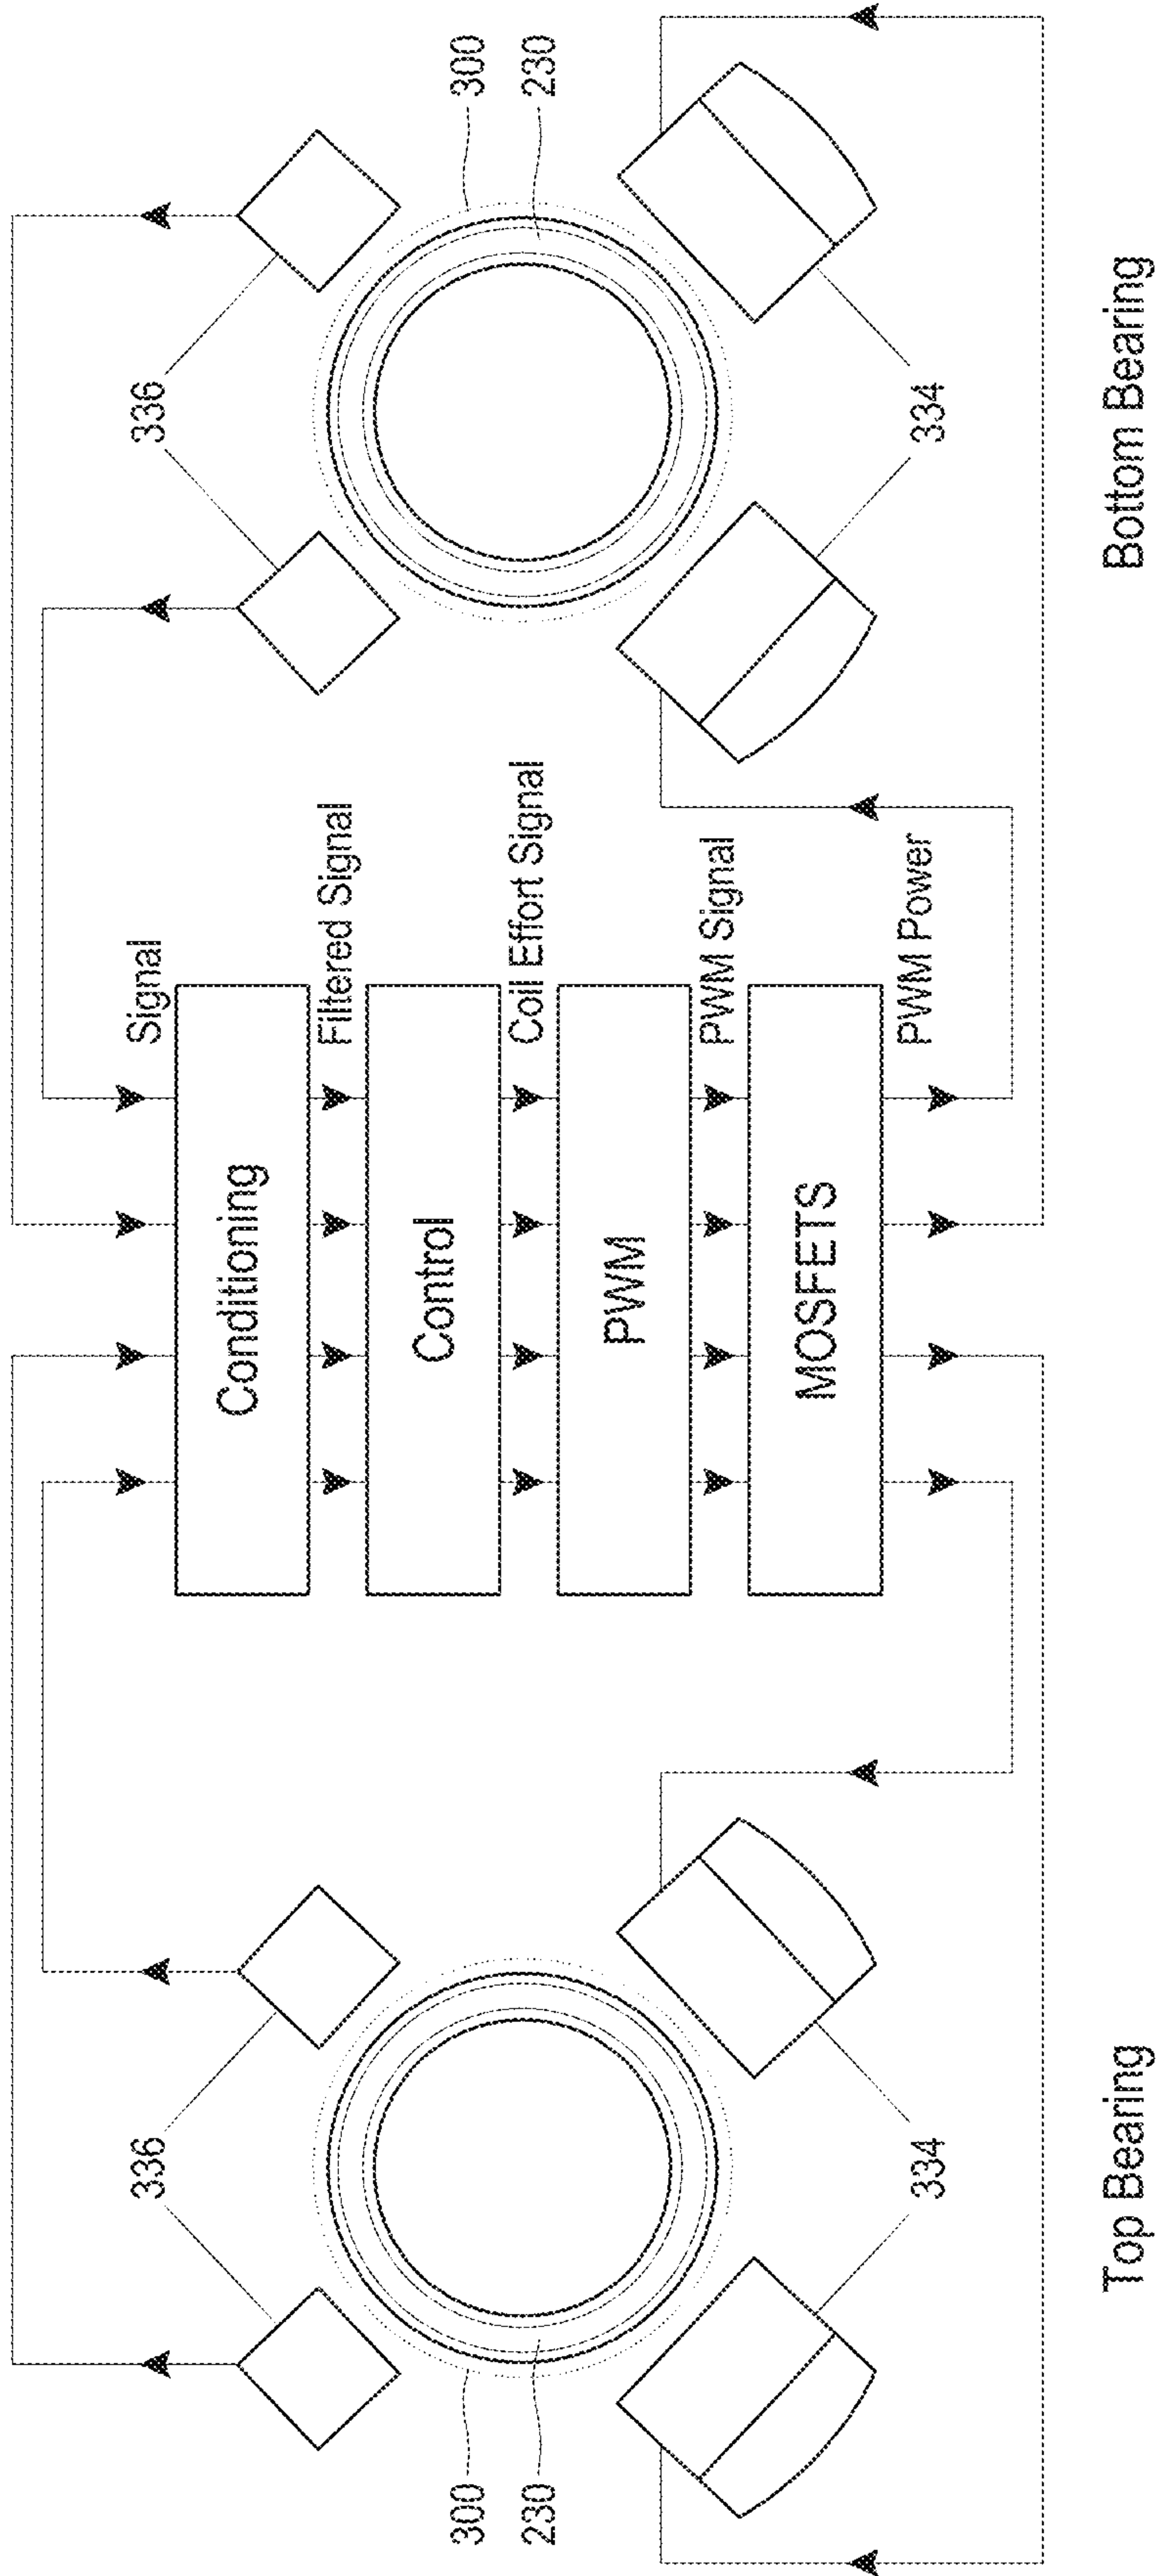 336
300
230
334
Top Bearing
Signal
Conditioning
Filtered Signal
Control
Coil Effort Signal
PWM
PWM Signal
MOSFETS
PWM Power
336
300
230
334
Bottom Bearing